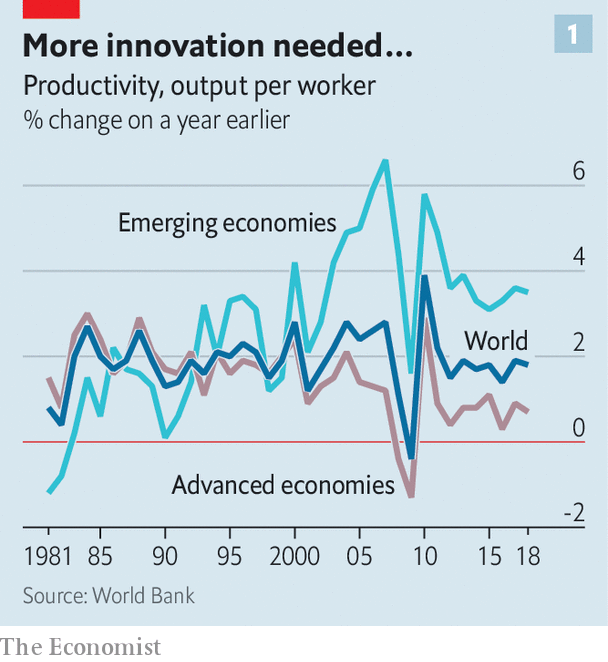 1
More innovation needed...
Productivity, output per worker
% change on a year earlier
6
Emerging economies
4
World
2
0
Advanced economies
-2
1981 85 90 95 2000 05 10 15 18
Source: World Bank
The Economist